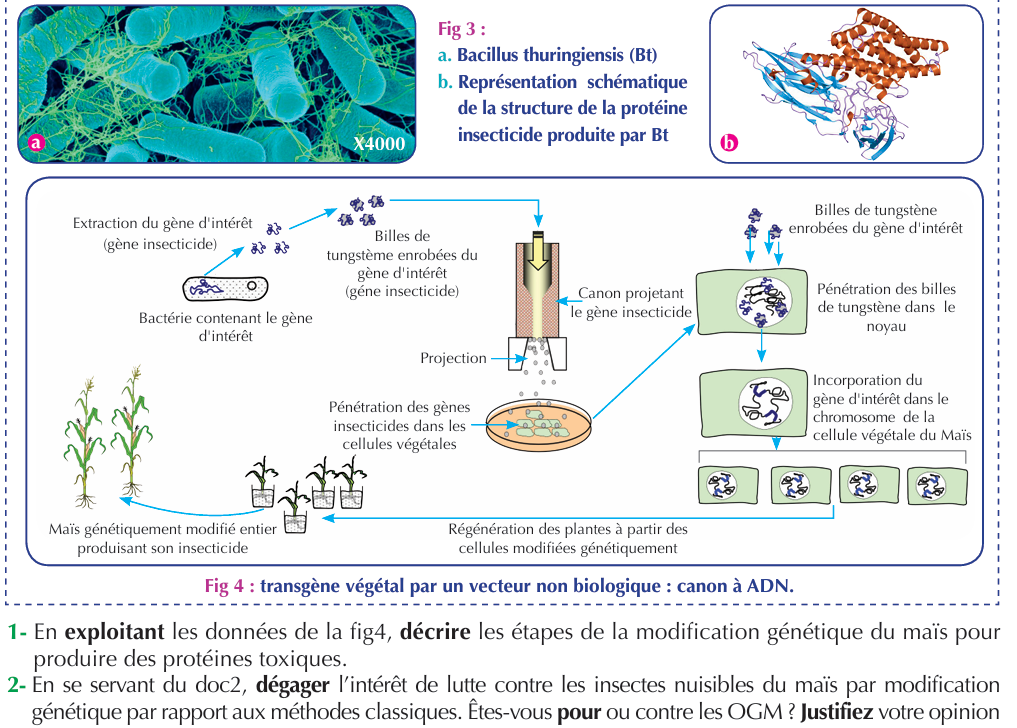 Fig 3 :
a. Bacillus thuringiensis (Bt)
b. Représentation schématique
de la structure de la protéine
insecticide produite par Bt
a
X4000
b
Extraction du gène d'intérêt
(gène insecticide)
Bactérie contenant le gène
d'intérêt
Billes de
tungstème enrobées du
gène d'intérêt
(géne insecticide)
Canon projetant
le gène insecticide
Projection
Pénétration des gènes
insecticides dans les
cellules végétales
Billes de tungstène
enrobées du gène d'intérêt
Pénétration des billes
de tungstène dans le
noyau
Incorporation du
gène d'intérêt dans le
chromosome de la
cellule végétale du Maïs
Régénération des plantes à partir des
cellules modifiées génétiquement
Maïs génétiquement modifié entier
produisant son insecticide
Fig 4 : transgène végétal par un vecteur non biologique : canon à ADN.
1- En exploitant les données de la fig4, décrire les étapes de la modification génétique du maïs pour
produire des protéines toxiques.
2- En se servant du doc2, dégager l'intérêt de lutte contre les insectes nuisibles du maïs par modification
génétique par rapport aux méthodes classiques. Êtes-vous pour ou contre les OGM ? Justifiez votre opinion